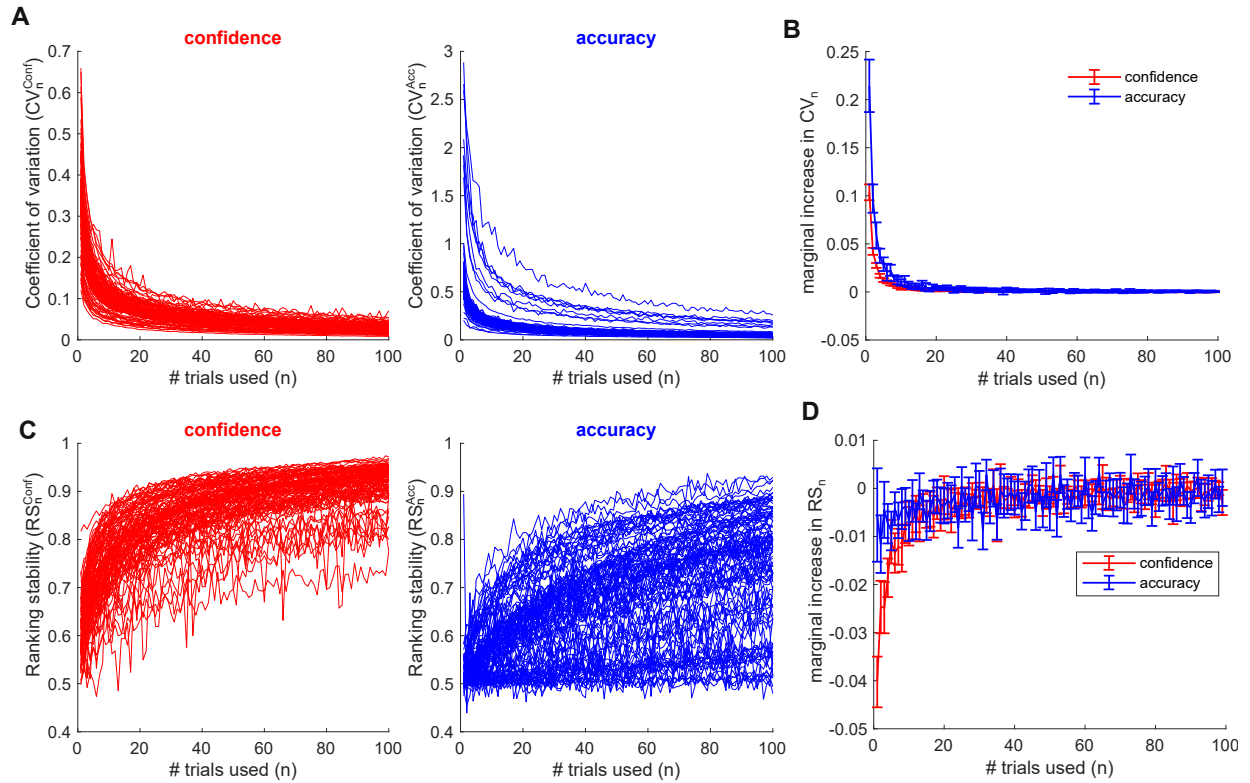 A
confidence
Coefficient of variation (CV_n^Conf)
0.7
0.6
0.5
0.4
0.3
0.2
0.1
0
0 20 40 60 80 100
# trials used (n)
accuracy
Coefficient of variation (CV_n^Acc)
3
2.5
2
1.5
1
0.5
0
0 20 40 60 80 100
# trials used (n)
B
marginal increase in CV_n
0.25
0.20
0.15
0.1
0.05
0
-0.05
0 20 40 60 80 100
# trials used (n)
confidence
accuracy
C
confidence
Ranking stability (RS_n^Conf)
1
0.9
0.8
0.7
0.6
0.5
0.4
0 20 40 60 80 100
# trials used (n)
accuracy
Ranking stability (RS_n^Acc)
1
0.9
0.8
0.7
0.6
0.5
0.4
0 20 40 60 80 100
# trials used (n)
D
marginal increase in RS_n
0.01
0
-0.01
-0.02
-0.03
-0.04
-0.05
0 20 40 60 80 100
# trials used (n)
confidence
accuracy